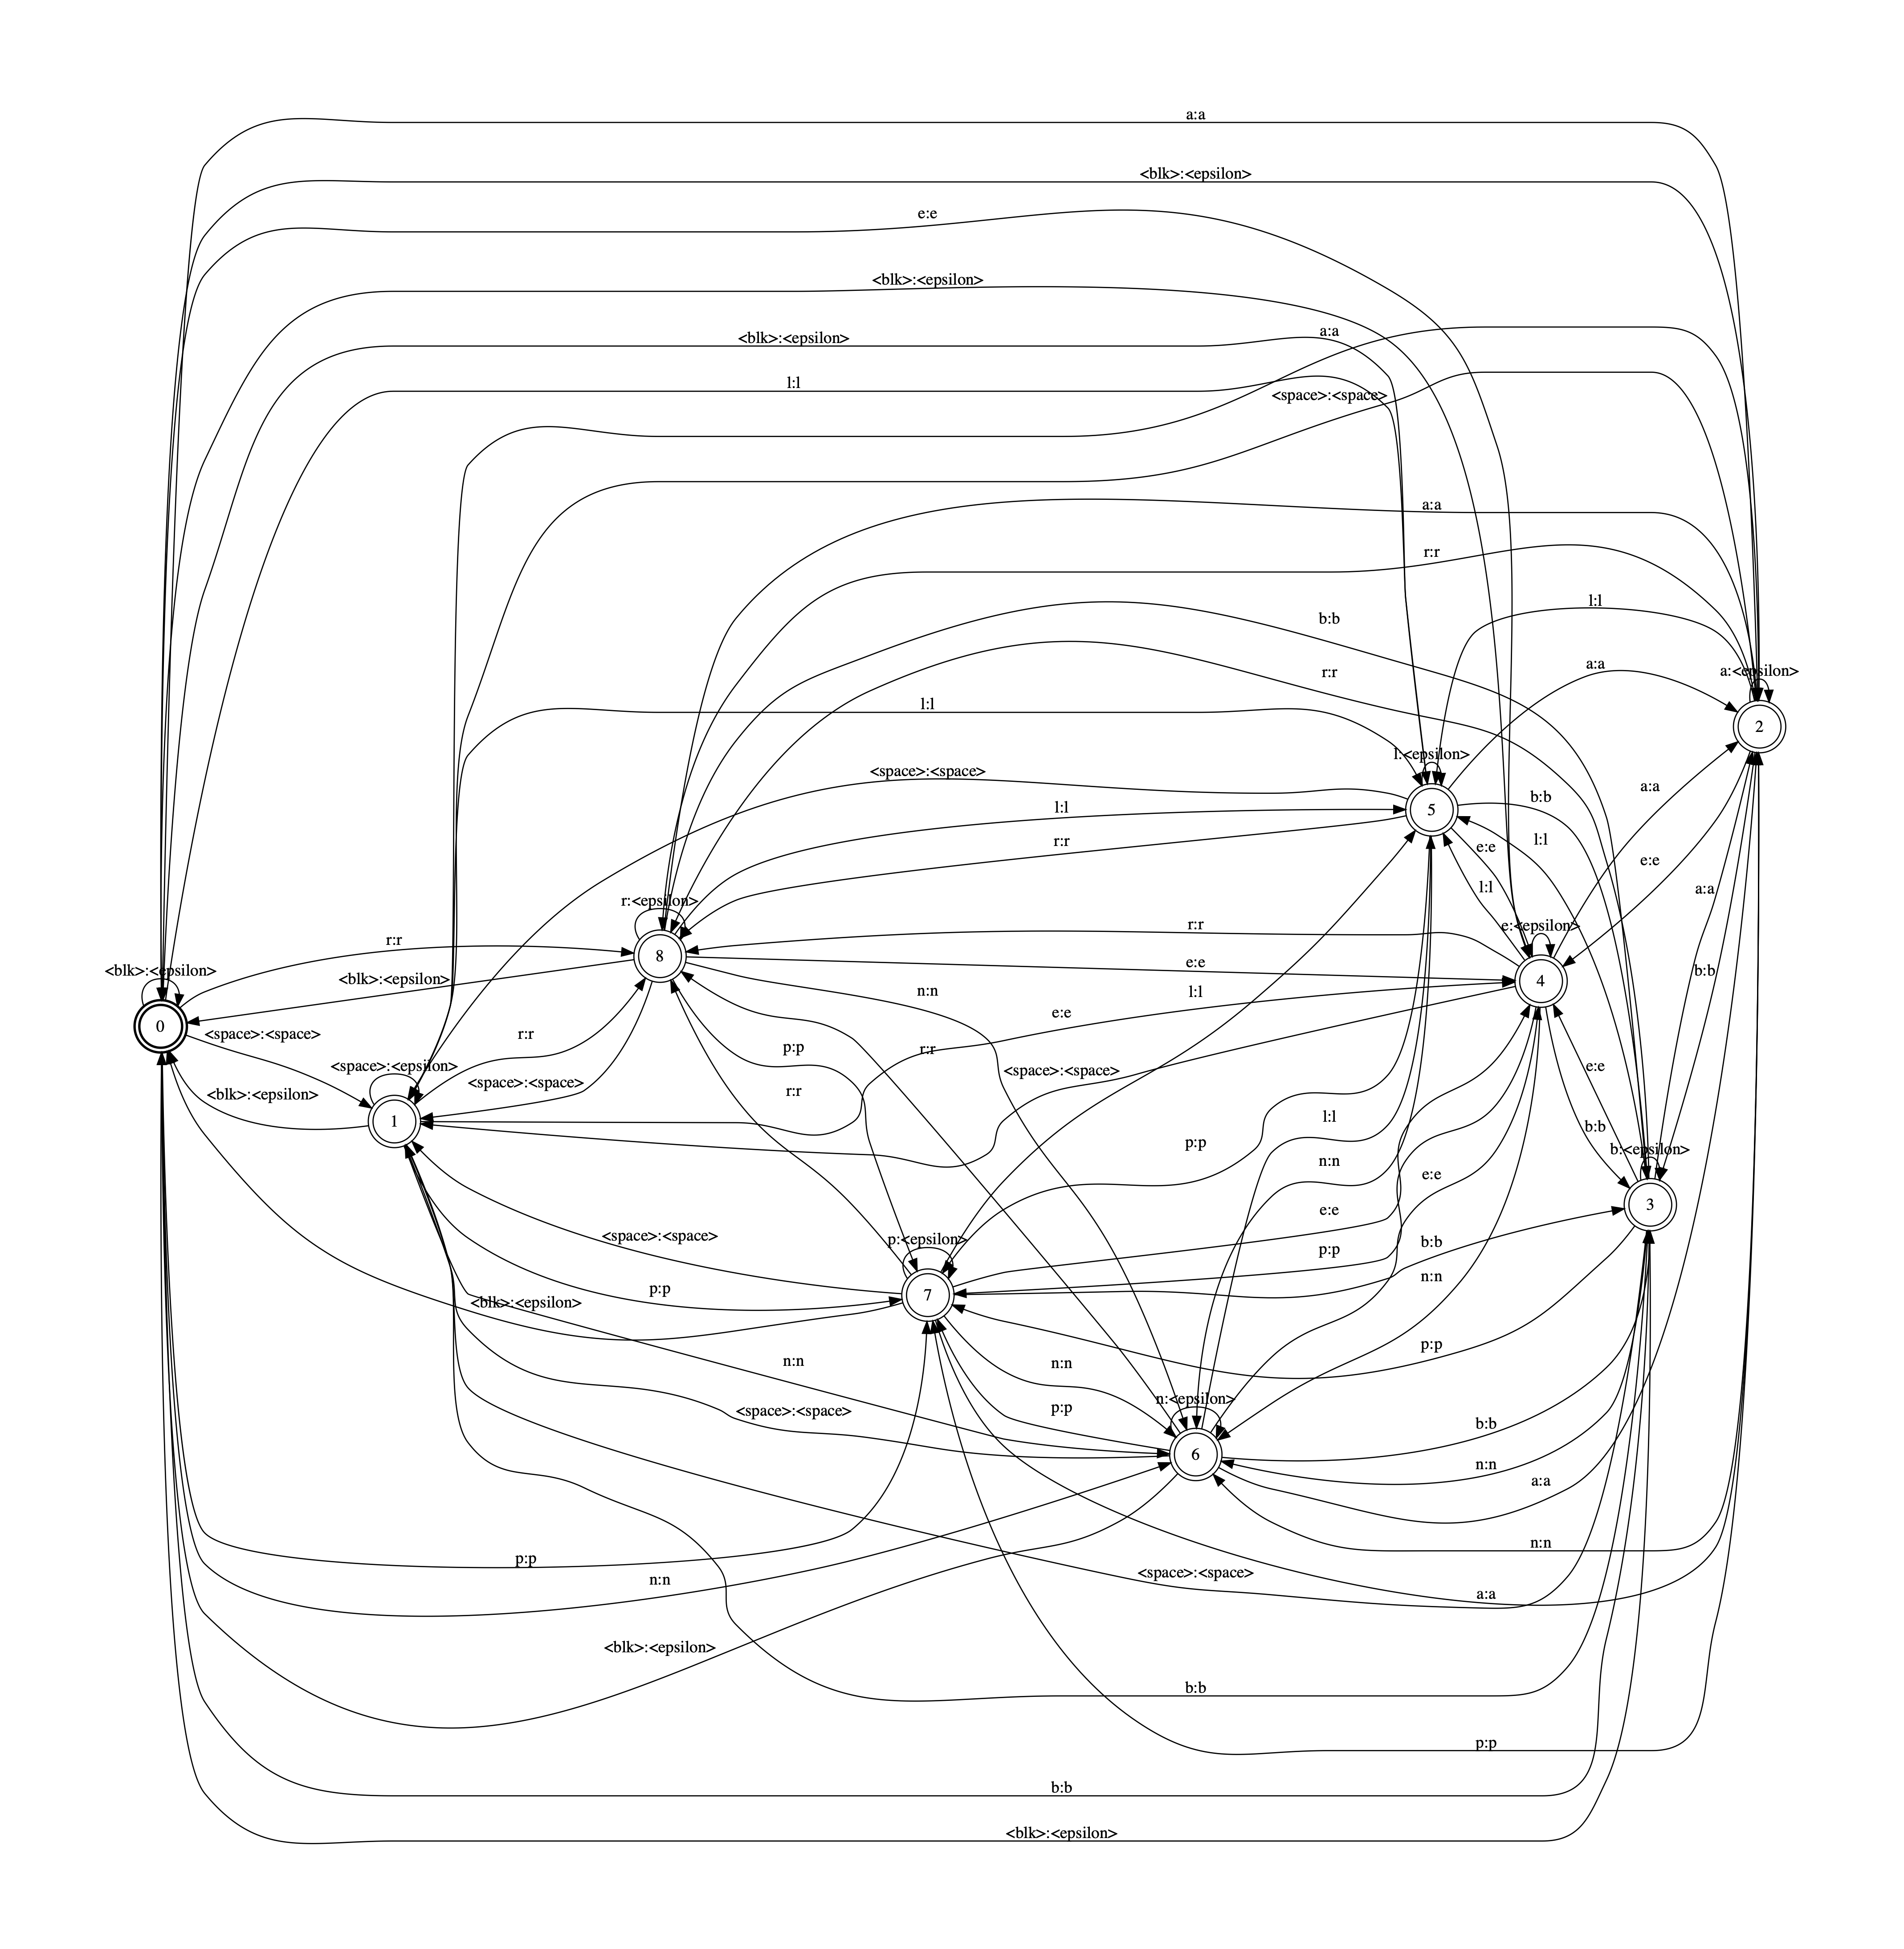 a:a
<blk>:<epsilon>
e:e
<blk>:<epsilon>
a:a
<blk>:<epsilon>
l:l
<space>:<space>
a:a
r:r
l:l
b:b
a:a
r:r
a:<epsilon>
l:l
l:<epsilon>
2
<space>:<space>
a:a
b:b
l:l
5
r:r
l:l
e:e
e:e
l:l
a:a
r:<epsilon>
r:r
e:<epsilon>
r:r
8
e:e
<blk>:<epsilon>
<blk>:<epsilon>
4
b:b
n:n
l:l
0
<space>:<space>
r:r
e:e
r:r
p:p
<space>:<epsilon>
<space>:<space>
<space>:<space>
e:e
<blk>:<epsilon>
r:r
1
l:l
b:b
p:p
b:<epsilon>
n:n
e:e
3
e:e
<space>:<space>
p:<epsilon>
b:b
p:p
n:n
p:p
7
<blk>:<epsilon>
p:p
n:n
n:n
n:<epsilon>
<space>:<space>
p:p
b:b
6
n:n
a:a
n:n
p:p
<space>:<space>
n:n
a:a
<blk>:<epsilon>
b:b
p:p
b:b
<blk>:<epsilon>